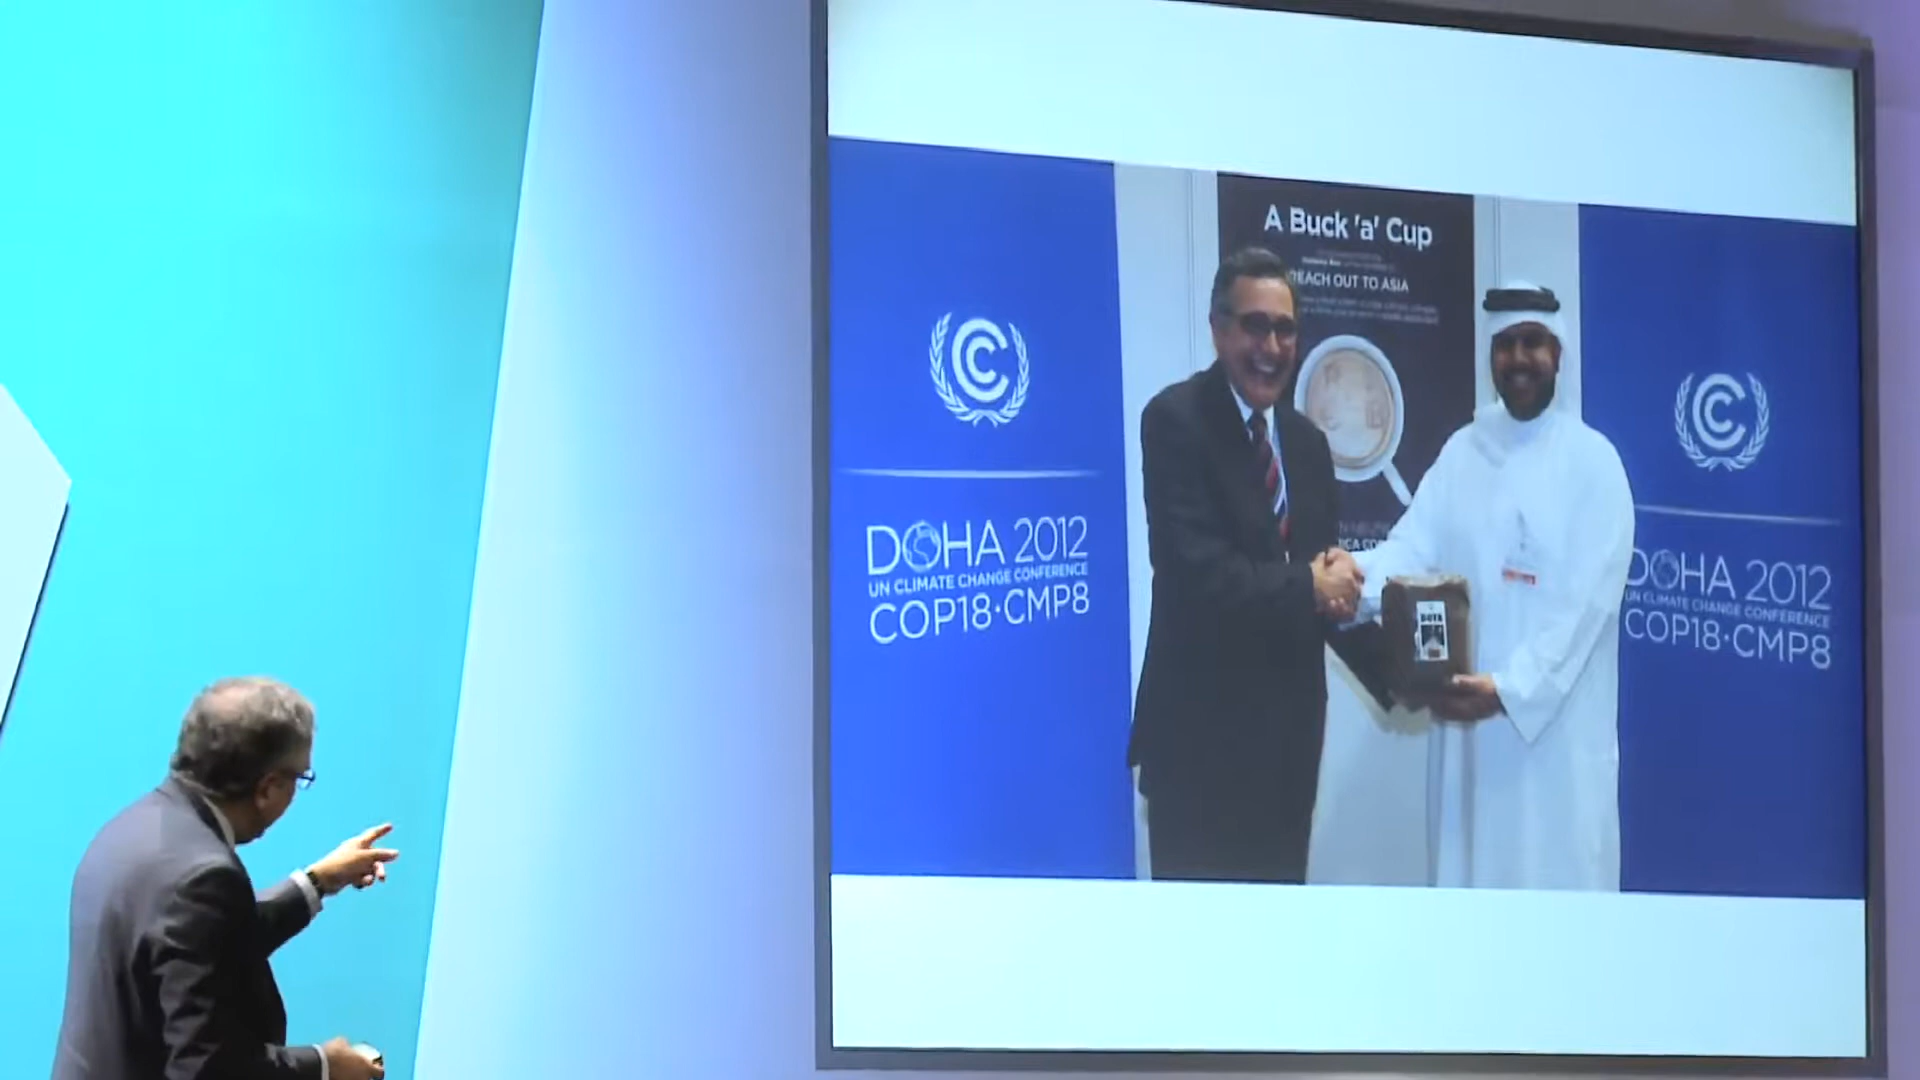 A Buck 'a' Cup
REACH OUT TO ASIA
DOHA 2012
UN CLIMATE CHANGE CONFERENCE
COP18·CMP8
DOHA 2012
UN CLIMATE CHANGE CONFERENCE
COP18·CMP8